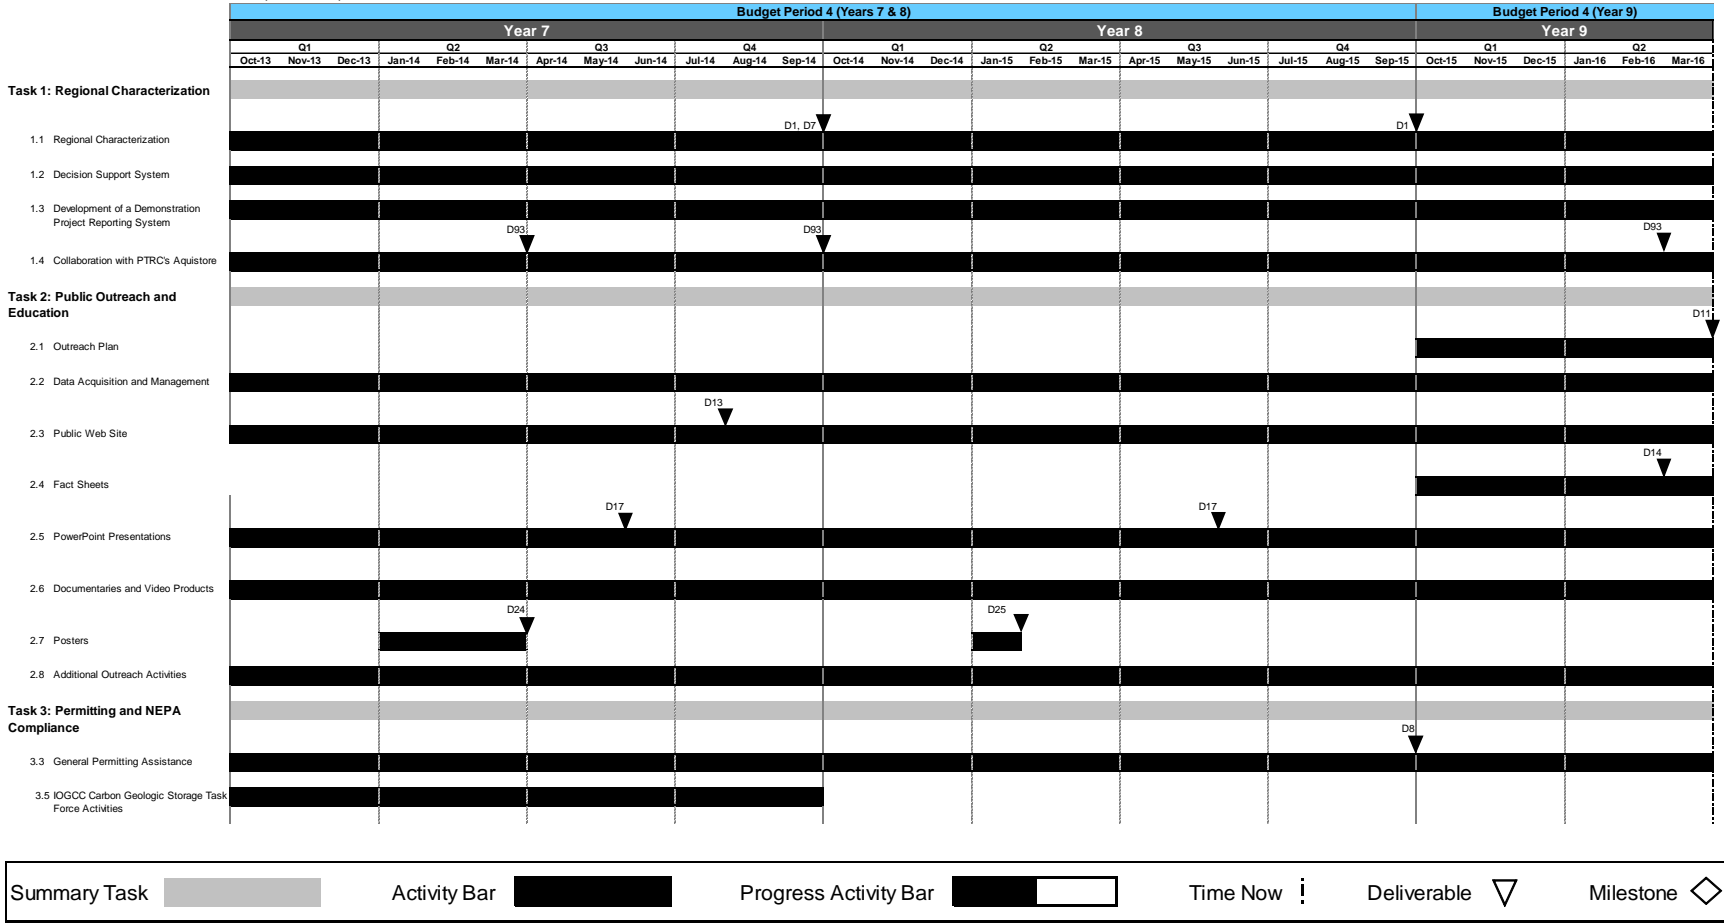 Budget Period 4 (Years 7 & 8) Budget Period 4 (Year 9)
Year 7 Year 8 Year 9
Q1 Q2 Q3 Q4 Q1 Q2 Q3 Q4 Q1 Q2
Oct-13 Nov-13 Dec-13 Jan-14 Feb-14 Mar-14 Apr-14 May-14 Jun-14 Jul-14 Aug-14 Sep-14 Oct-14 Nov-14 Dec-14 Jan-15 Feb-15 Mar-15 Apr-15 May-15 Jun-15 Jul-15 Aug-15 Sep-15 Oct-15 Nov-15 Dec-15 Jan-16 Feb-16 Mar-16
Task 1: Regional Characterization
D1, D7 D1
1.1 Regional Characterization
1.2 Decision Support System
1.3 Development of a Demonstration
Project Reporting System
D93 D93 D93
1.4 Collaboration with PTRC's Aquistore
Task 2: Public Outreach and
Education
D11
2.1 Outreach Plan
2.2 Data Acquisition and Management
D13
2.3 Public Web Site
D14
2.4 Fact Sheets
D17 D17
2.5 PowerPoint Presentations
2.6 Documentaries and Video Products
D24 D25
2.7 Posters
2.8 Additional Outreach Activities
Task 3: Permitting and NEPA
Compliance
D8
3.3 General Permitting Assistance
3.5 IOGCC Carbon Geologic Storage Task
Force Activities
Summary Task Activity Bar Progress Activity Bar Time Now Deliverable Milestone